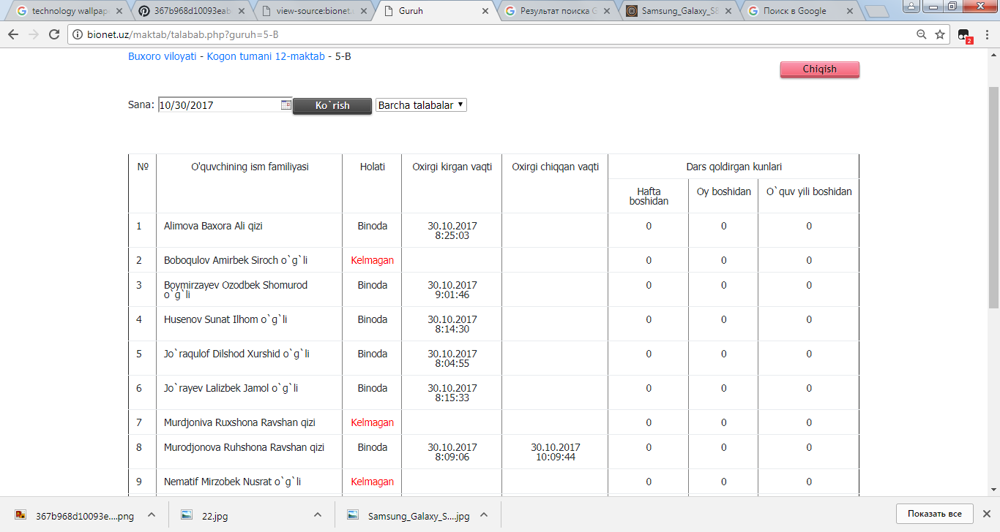 technology wallpap
367b968d10093eab
view-source:bionet.u
Guruh
Результат поиска G
Samsung_Galaxy_S8
Поиск в Google
bionet.uz/maktab/talabab.php?guruh=5-B
2
Buxoro viloyati - Kogon tumani 12-maktab - 5-B
Chiqish
Sana: 10/30/2017 Ko`rish Barcha talabalar
№ O'quvchining ism familiyasi Holati Oxirgi kirgan vaqti Oxirgi chiqqan vaqti Dars qoldirgan kunlari
Hafta boshidan Oy boshidan O`quv yili boshidan
1 Alimova Baxora Ali qizi Binoda 30.10.2017 8:25:03 0 0 0
2 Boboqulov Amirbek Siroch o`g`li Kelmagan 0 0 0
3 Boymirzayev Ozodbek Shomurod o`g`li Binoda 30.10.2017 9:01:46 0 0 0
4 Husenov Sunat Ilhom o`g`li Binoda 30.10.2017 8:14:30 0 0 0
5 Jo`raqulof Dilshod Xurshid o`g`li Binoda 30.10.2017 8:04:55 0 0 0
6 Jo`rayev Lalizbek Jamol o`g`li Binoda 30.10.2017 8:15:33 0 0 0
7 Murdjoniva Ruxshona Ravshan qizi Kelmagan 0 0 0
8 Murodjonova Ruhshona Ravshan qizi Binoda 30.10.2017 8:09:06 30.10.2017 10:09:44 0 0 0
9 Nematif Mirzobek Nusrat o`g`li Kelmagan 0 0 0
367b968d10093e....png
22.jpg
Samsung_Galaxy_S....jpg
Показать все